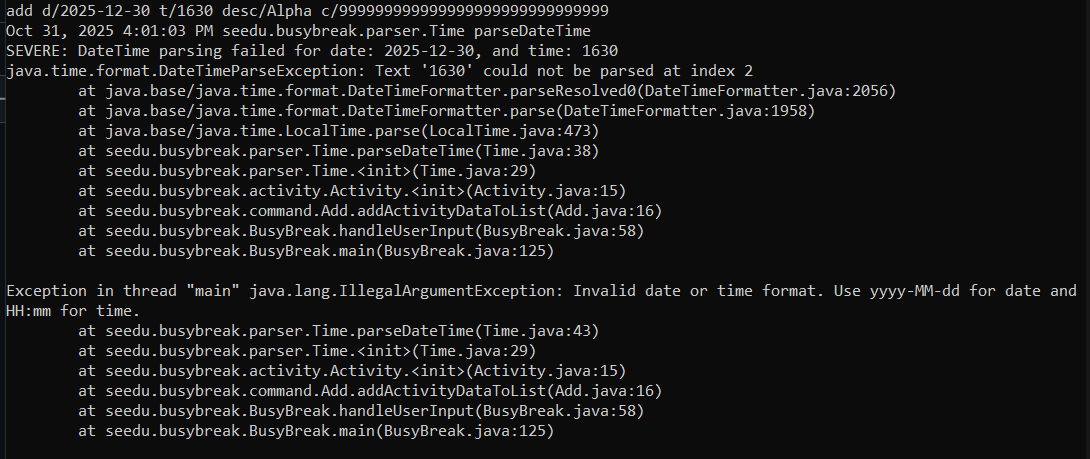 add d/2025-12-30 t/1630 desc/Alpha c/999999999999999999999999999999
Oct 31, 2025 4:01:03 PM seedu.busybreak.parser.Time parseDateTime
SEVERE: DateTime parsing failed for date: 2025-12-30, and time: 1630
java.time.format.DateTimeParseException: Text '1630' could not be parsed at index 2
at java.base/java.time.format.DateTimeFormatter.parseResolved0(DateTimeFormatter.java:2056)
at java.base/java.time.format.DateTimeFormatter.parse(DateTimeFormatter.java:1958)
at java.base/java.time.LocalTime.parse(LocalTime.java:473)
at seedu.busybreak.parser.Time.parseDateTime(Time.java:38)
at seedu.busybreak.parser.Time.<init>(Time.java:29)
at seedu.busybreak.activity.Activity.<init>(Activity.java:15)
at seedu.busybreak.command.Add.addActivityDataToList(Add.java:16)
at seedu.busybreak.BusyBreak.handleUserInput(BusyBreak.java:58)
at seedu.busybreak.BusyBreak.main(BusyBreak.java:125)
Exception in thread "main" java.lang.IllegalArgumentException: Invalid date or time format. Use yyyy-MM-dd for date and
HH:mm for time.
at seedu.busybreak.parser.Time.parseDateTime(Time.java:43)
at seedu.busybreak.parser.Time.<init>(Time.java:29)
at seedu.busybreak.activity.Activity.<init>(Activity.java:15)
at seedu.busybreak.command.Add.addActivityDataToList(Add.java:16)
at seedu.busybreak.BusyBreak.handleUserInput(BusyBreak.java:58)
at seedu.busybreak.BusyBreak.main(BusyBreak.java:125)